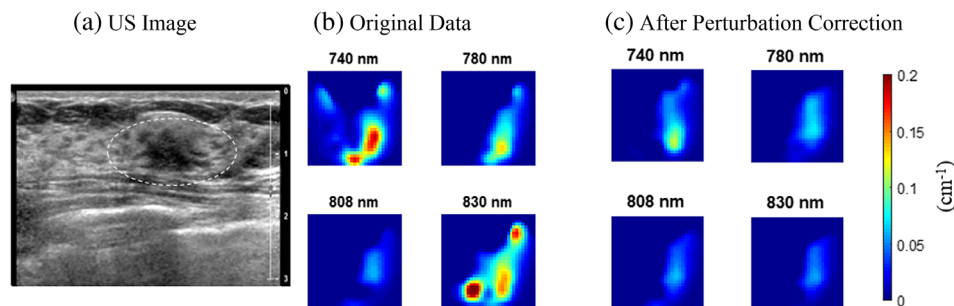 (a) US Image
(b) Original Data
(c) After Perturbation Correction
740 nm
780 nm
740 nm
780 nm
808 nm
830 nm
808 nm
830 nm
0
1
2
3
0.2
0.15
0.1
0.05
0
(cm⁻¹)